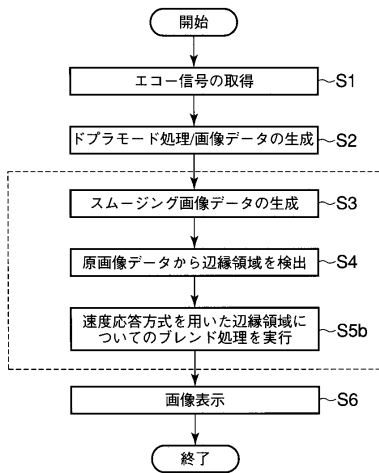 開始
エコー信号の取得 S1
ドプラモード処理/画像データの生成 S2
スムージング画像データの生成 S3
原画像データから辺縁領域を検出 S4
速度応答方式を用いた辺縁領域に
ついてのブレンド処理を実行 S5b
画像表示 S6
終了